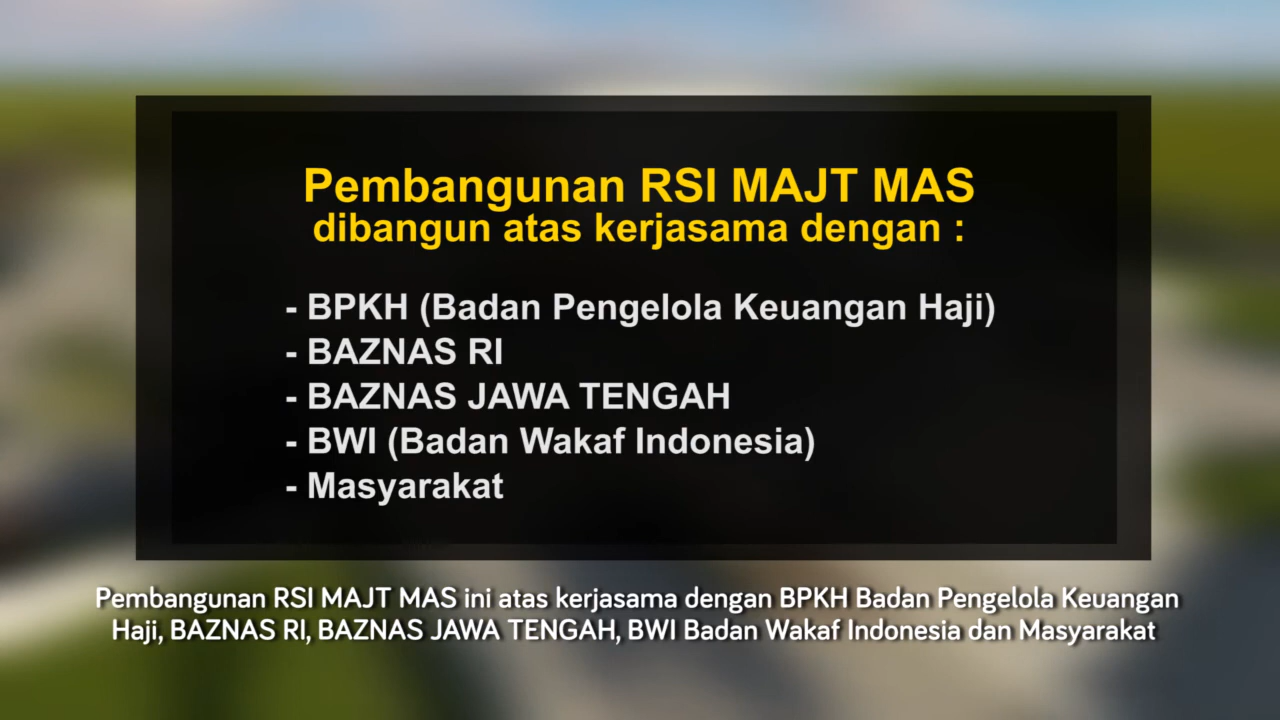 Pembangunan RSI MAJT MAS
dibangun atas kerjasama dengan :
- BPKH (Badan Pengelola Keuangan Haji)
- BAZNAS RI
- BAZNAS JAWA TENGAH
- BWI (Badan Wakaf Indonesia)
- Masyarakat
Pembangunan RSI MAJT MAS ini atas kerjasama dengan BPKH Badan Pengelola Keuangan
Haji, BAZNAS RI, BAZNAS JAWA TENGAH, BWI Badan Wakaf Indonesia dan Masyarakat